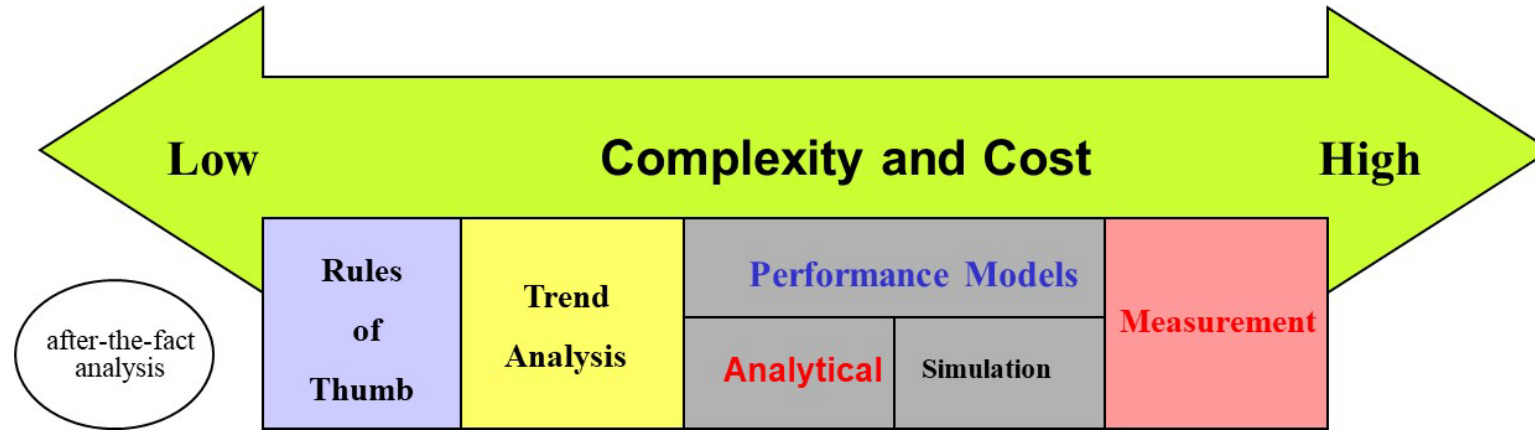 Low
Complexity and Cost
High
after-the-fact
analysis
Rules
of
Thumb
Trend
Analysis
Performance Models
Analytical
Simulation
Measurement